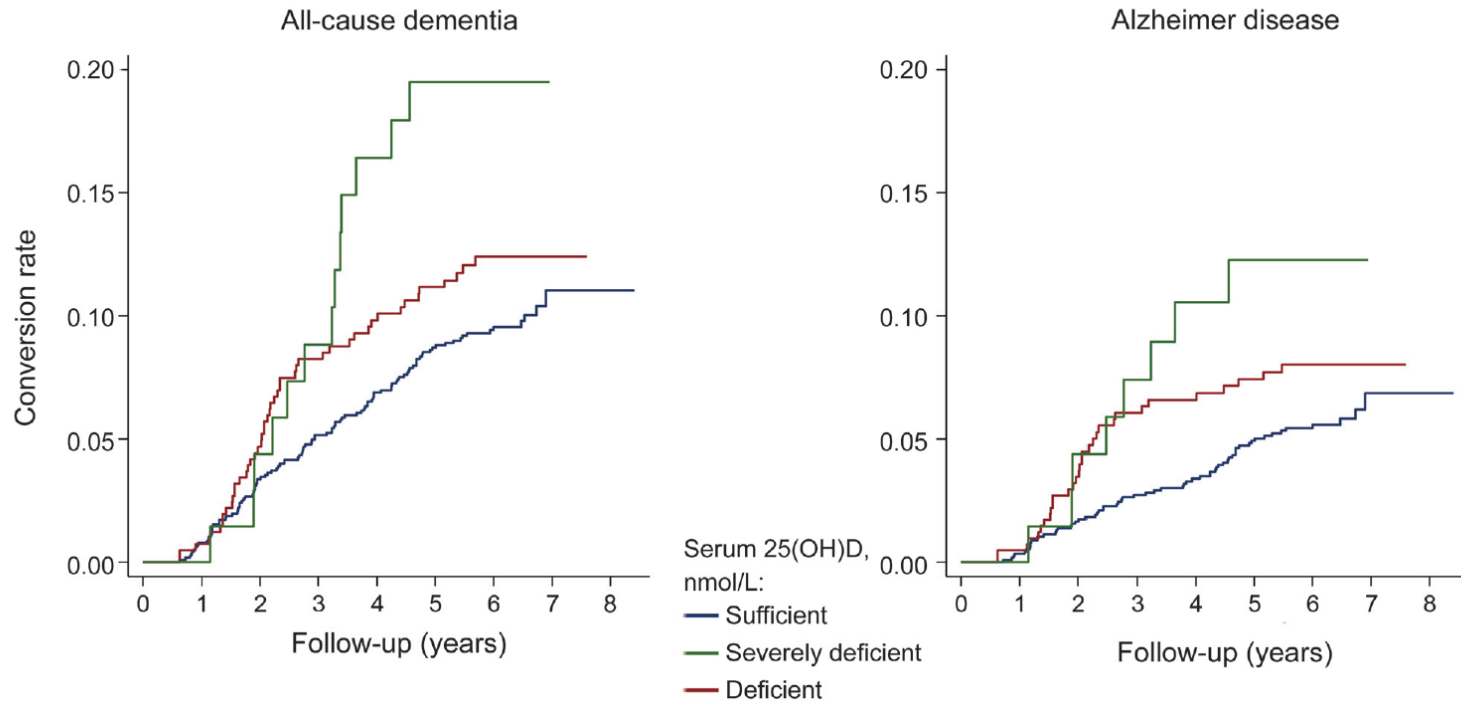 All-cause dementia
Alzheimer disease
Conversion rate
0.20
0.15
0.10
0.05
0.00
0 1 2 3 4 5 6 7 8
Follow-up (years)
0.20
0.15
0.10
0.05
0.00
0 1 2 3 4 5 6 7 8
Follow-up (years)
Serum 25(OH)D,
nmol/L:
Sufficient
Severely deficient
Deficient